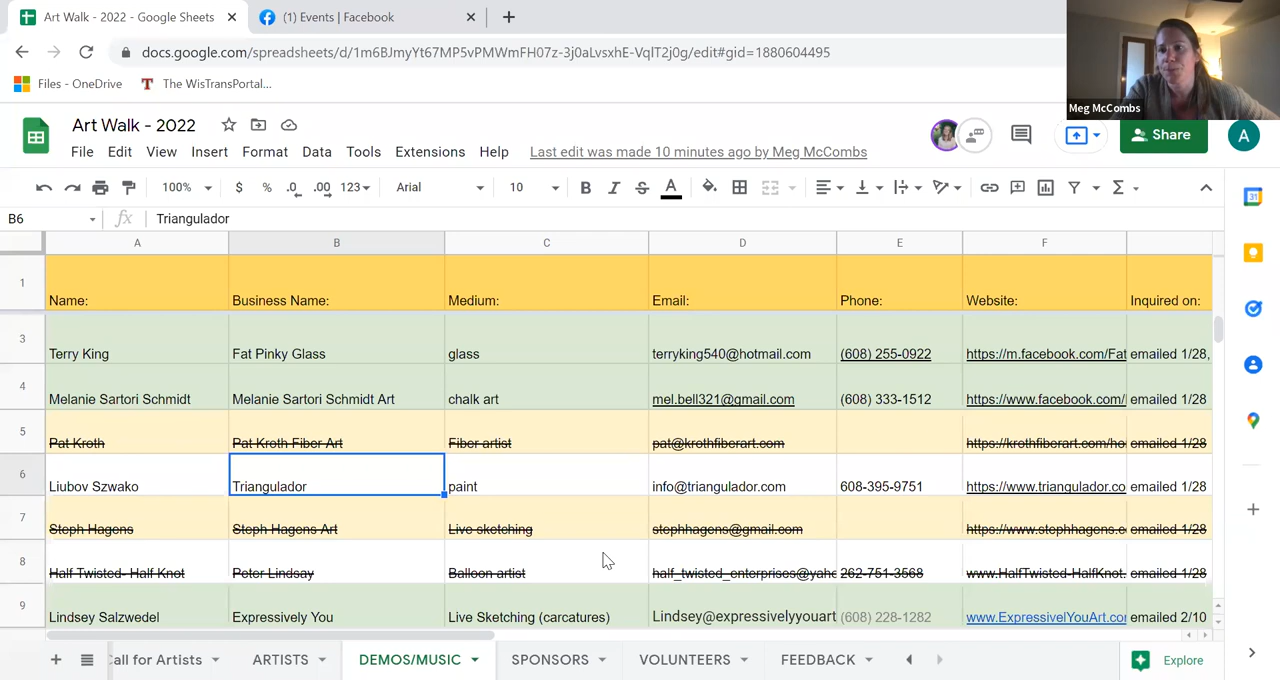 Art Walk - 2022 - Google Sheets
(1) Events | Facebook
docs.google.com/spreadsheets/d/1m6BJmyYt67MP5vPMWmFH07z-3j0aLvsxhE-VqlT2j0g/edit#gid=1880604495
Files - OneDrive
The WisTransPortal...
Meg McCombs
Art Walk - 2022
File Edit View Insert Format Data Tools Extensions Help Last edit was made 10 minutes ago by Meg McCombs
Share
A
100% $ % .0 .00 123 Arial 10 B I S A
B6 fx Triangulador
A B C D E F
1 Name: Business Name: Medium: Email: Phone: Website: Inquired on:
3 Terry King Fat Pinky Glass glass terryking540@hotmail.com (608) 255-0922 https://m.facebook.com/Fat emailed 1/28,
4 Melanie Sartori Schmidt Melanie Sartori Schmidt Art chalk art mel.bell321@gmail.com (608) 333-1512 https://www.facebook.com/ emailed 1/28
5 Pat Kroth Pat Kroth Fiber Art Fiber artist pat@krothfiberart.com https://krothfiberart.com/ho emailed 1/28
6 Liubov Szwako Triangulador paint info@triangulador.com 608-395-9751 https://www.triangulador.co emailed 1/28
7 Steph Hagens Steph Hagens Art Live sketching stephhagens@gmail.com https://www.stephhagens.c emailed 1/28
8 Half Twisted- Half Knot Peter Lindsay Balloon artist half_twisted_enterprises@yaho 262-751-3568 www.HalfTwisted-HalfKnot. emailed 1/28
9 Lindsey Salzwedel Expressively You Live Sketching (carcatures) Lindsey@expressivelyyouart (608) 228-1282 www.ExpressivelYouArt.com emailed 2/10
Call for Artists ARTISTS DEMOS/MUSIC SPONSORS VOLUNTEERS FEEDBACK
Explore